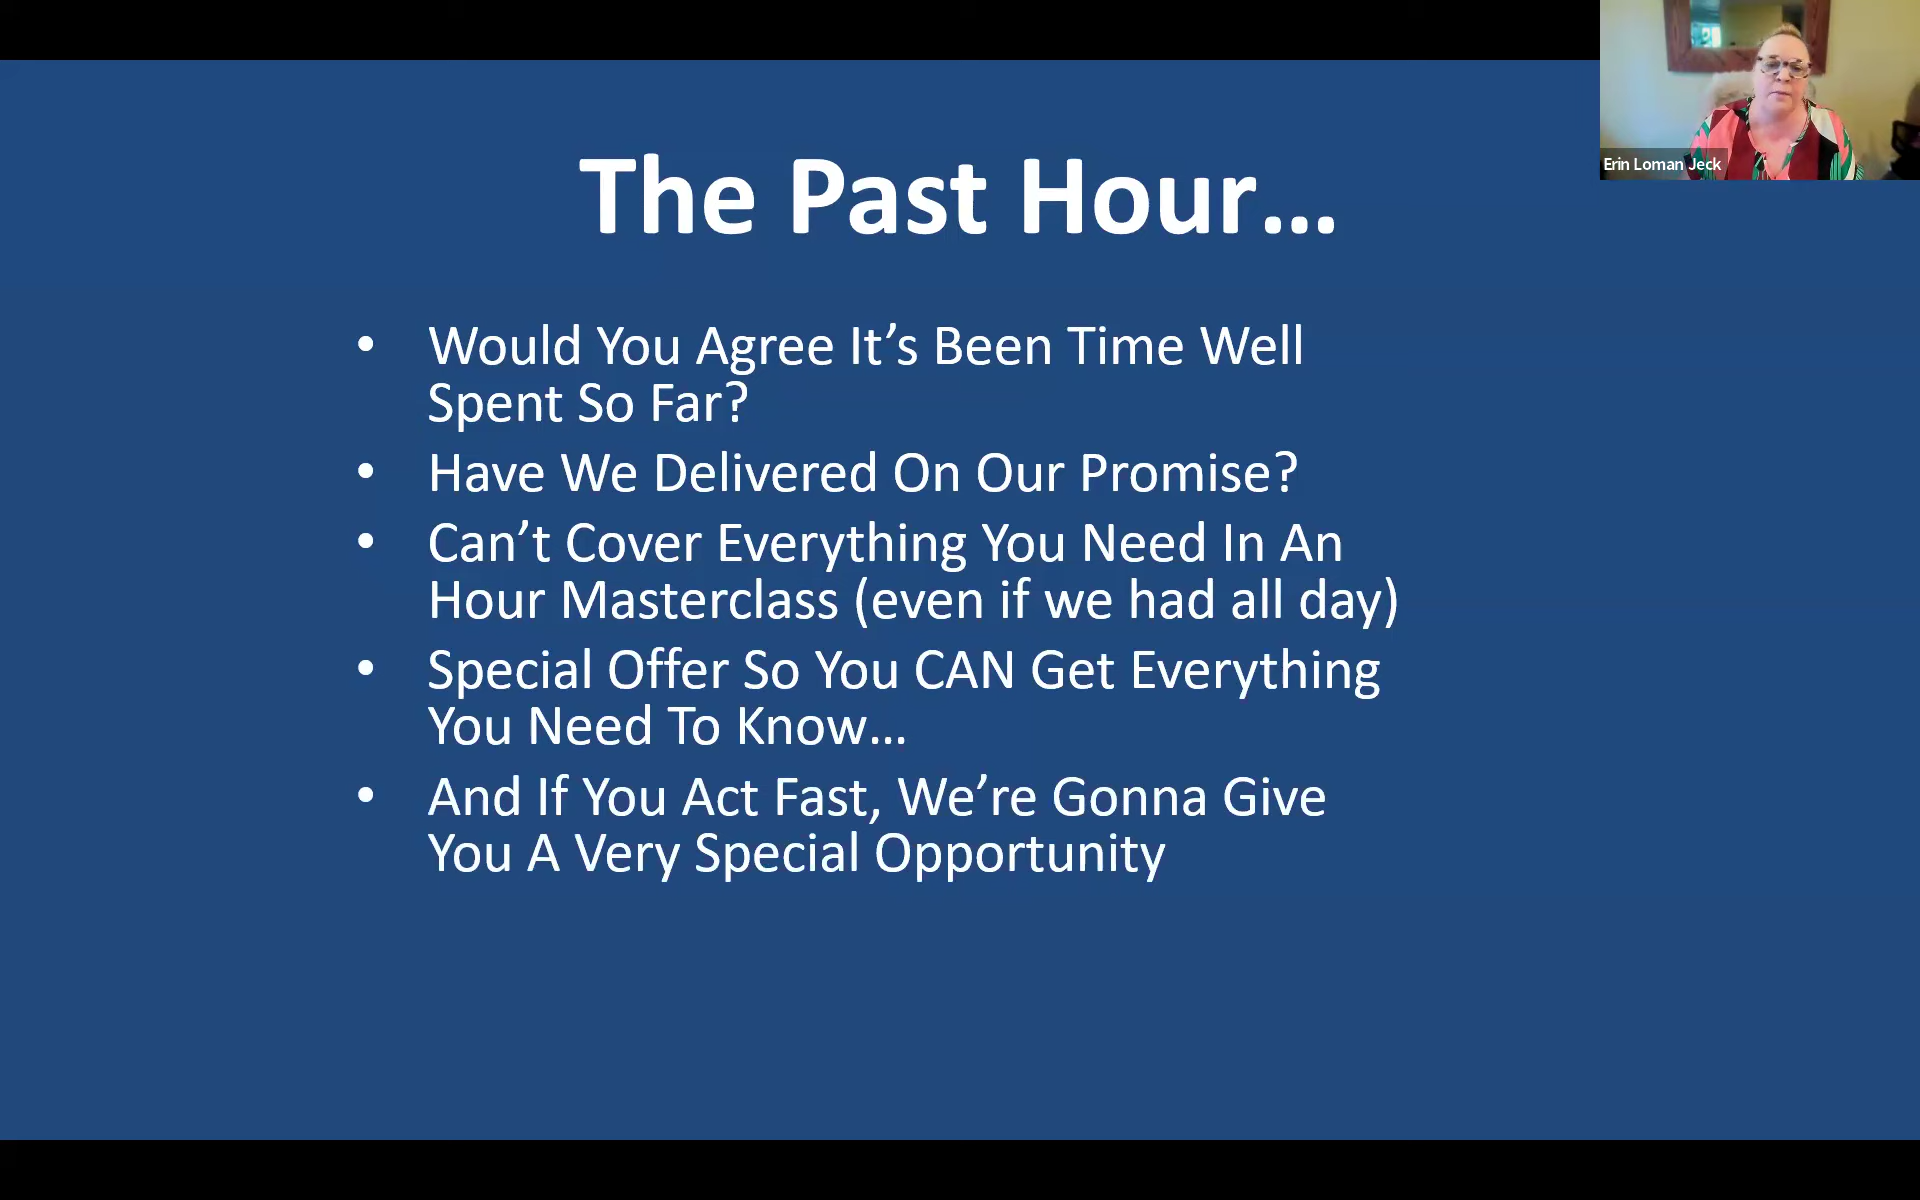 The Past Hour...
• Would You Agree It’s Been Time Well
Spent So Far?
• Have We Delivered On Our Promise?
• Can’t Cover Everything You Need In An
Hour Masterclass (even if we had all day)
• Special Offer So You CAN Get Everything
You Need To Know...
• And If You Act Fast, We’re Gonna Give
You A Very Special Opportunity
Erin Loman Jeck